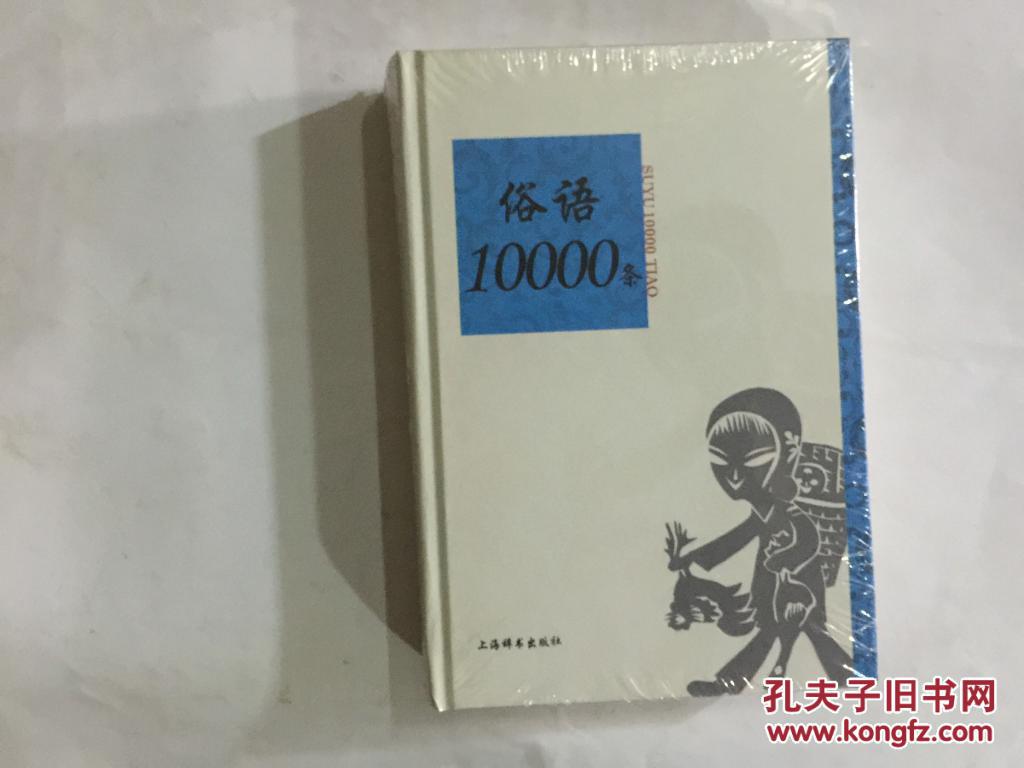 俗语
10000条
SUYU 10000 TIAO
上海辞书出版社
孔夫子旧书网
www.kongfz.com